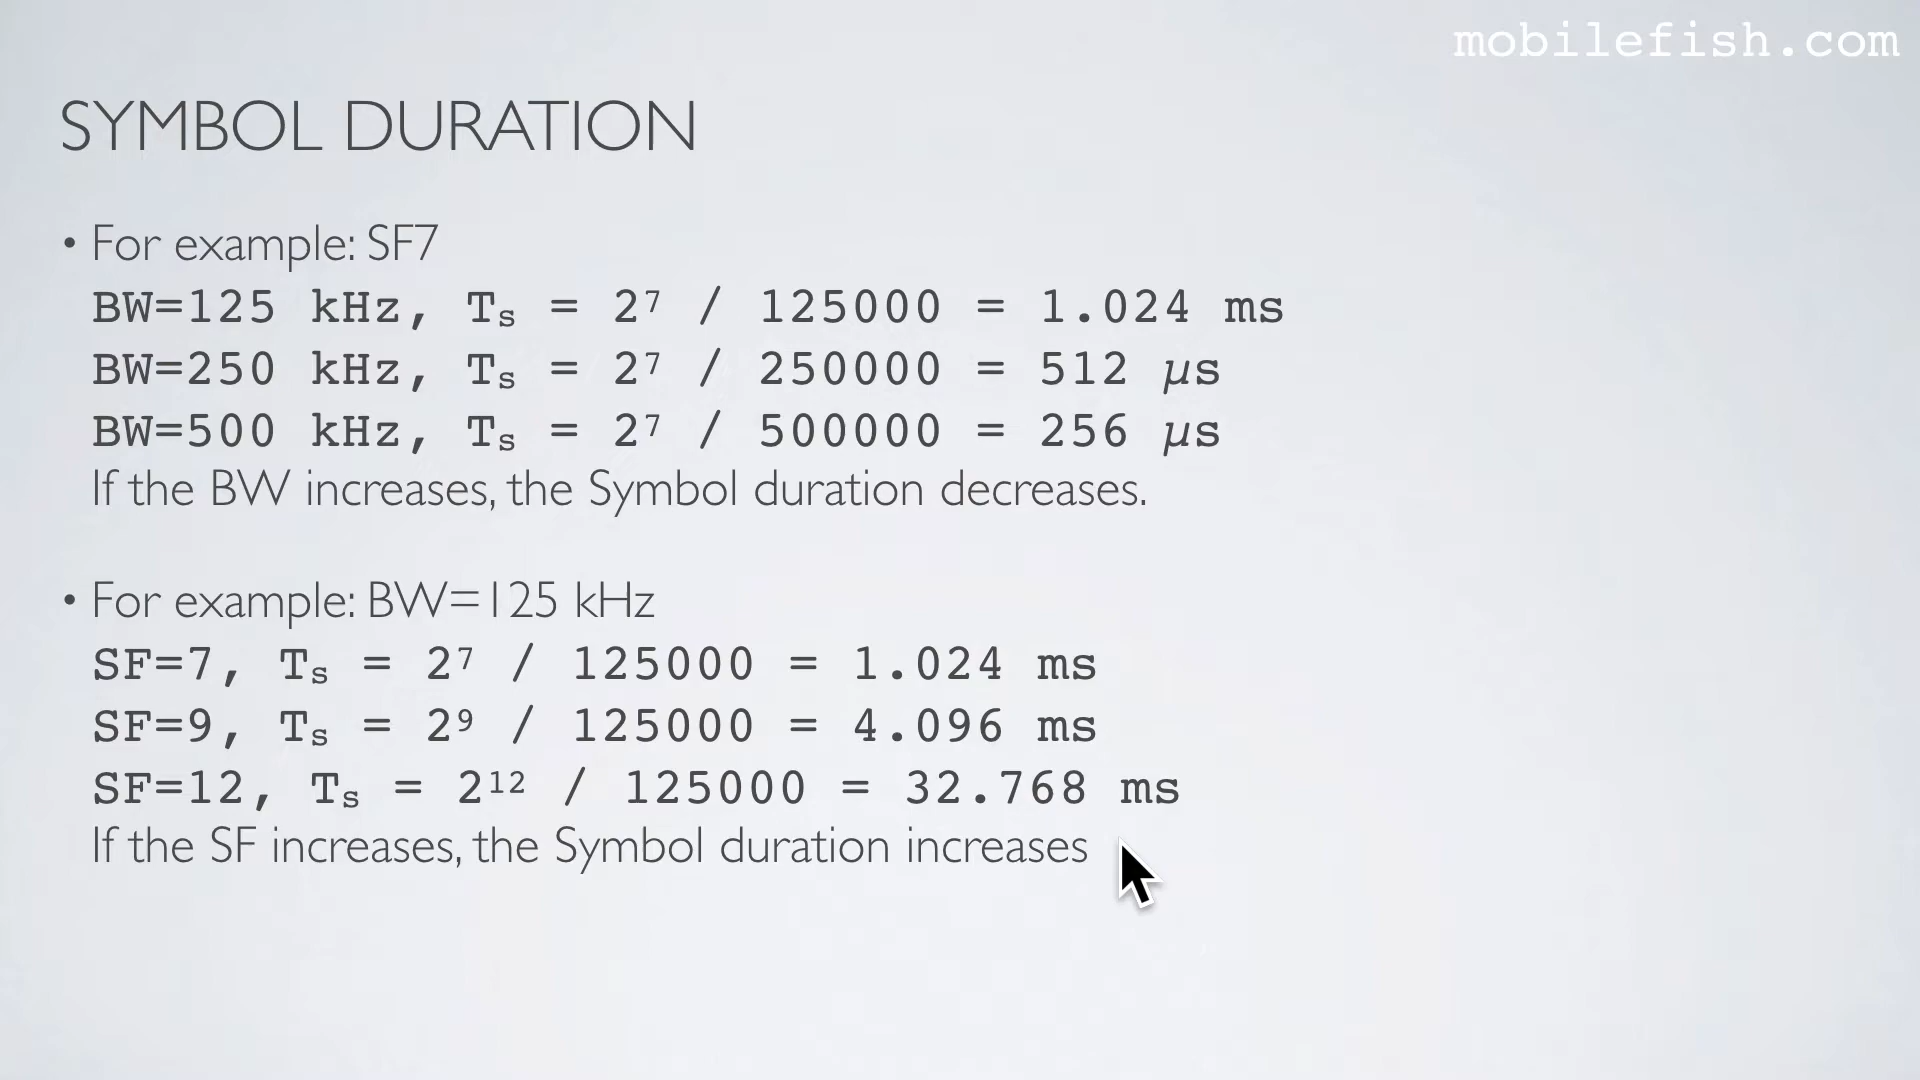 mobilefish.com
SYMBOL DURATION
• For example: SF7
BW=125 kHz, Tₛ = 2⁷ / 125000 = 1.024 ms
BW=250 kHz, Tₛ = 2⁷ / 250000 = 512 µs
BW=500 kHz, Tₛ = 2⁷ / 500000 = 256 µs
If the BW increases, the Symbol duration decreases.
• For example: BW=125 kHz
SF=7, Tₛ = 2⁷ / 125000 = 1.024 ms
SF=9, Tₛ = 2⁹ / 125000 = 4.096 ms
SF=12, Tₛ = 2¹² / 125000 = 32.768 ms
If the SF increases, the Symbol duration increases